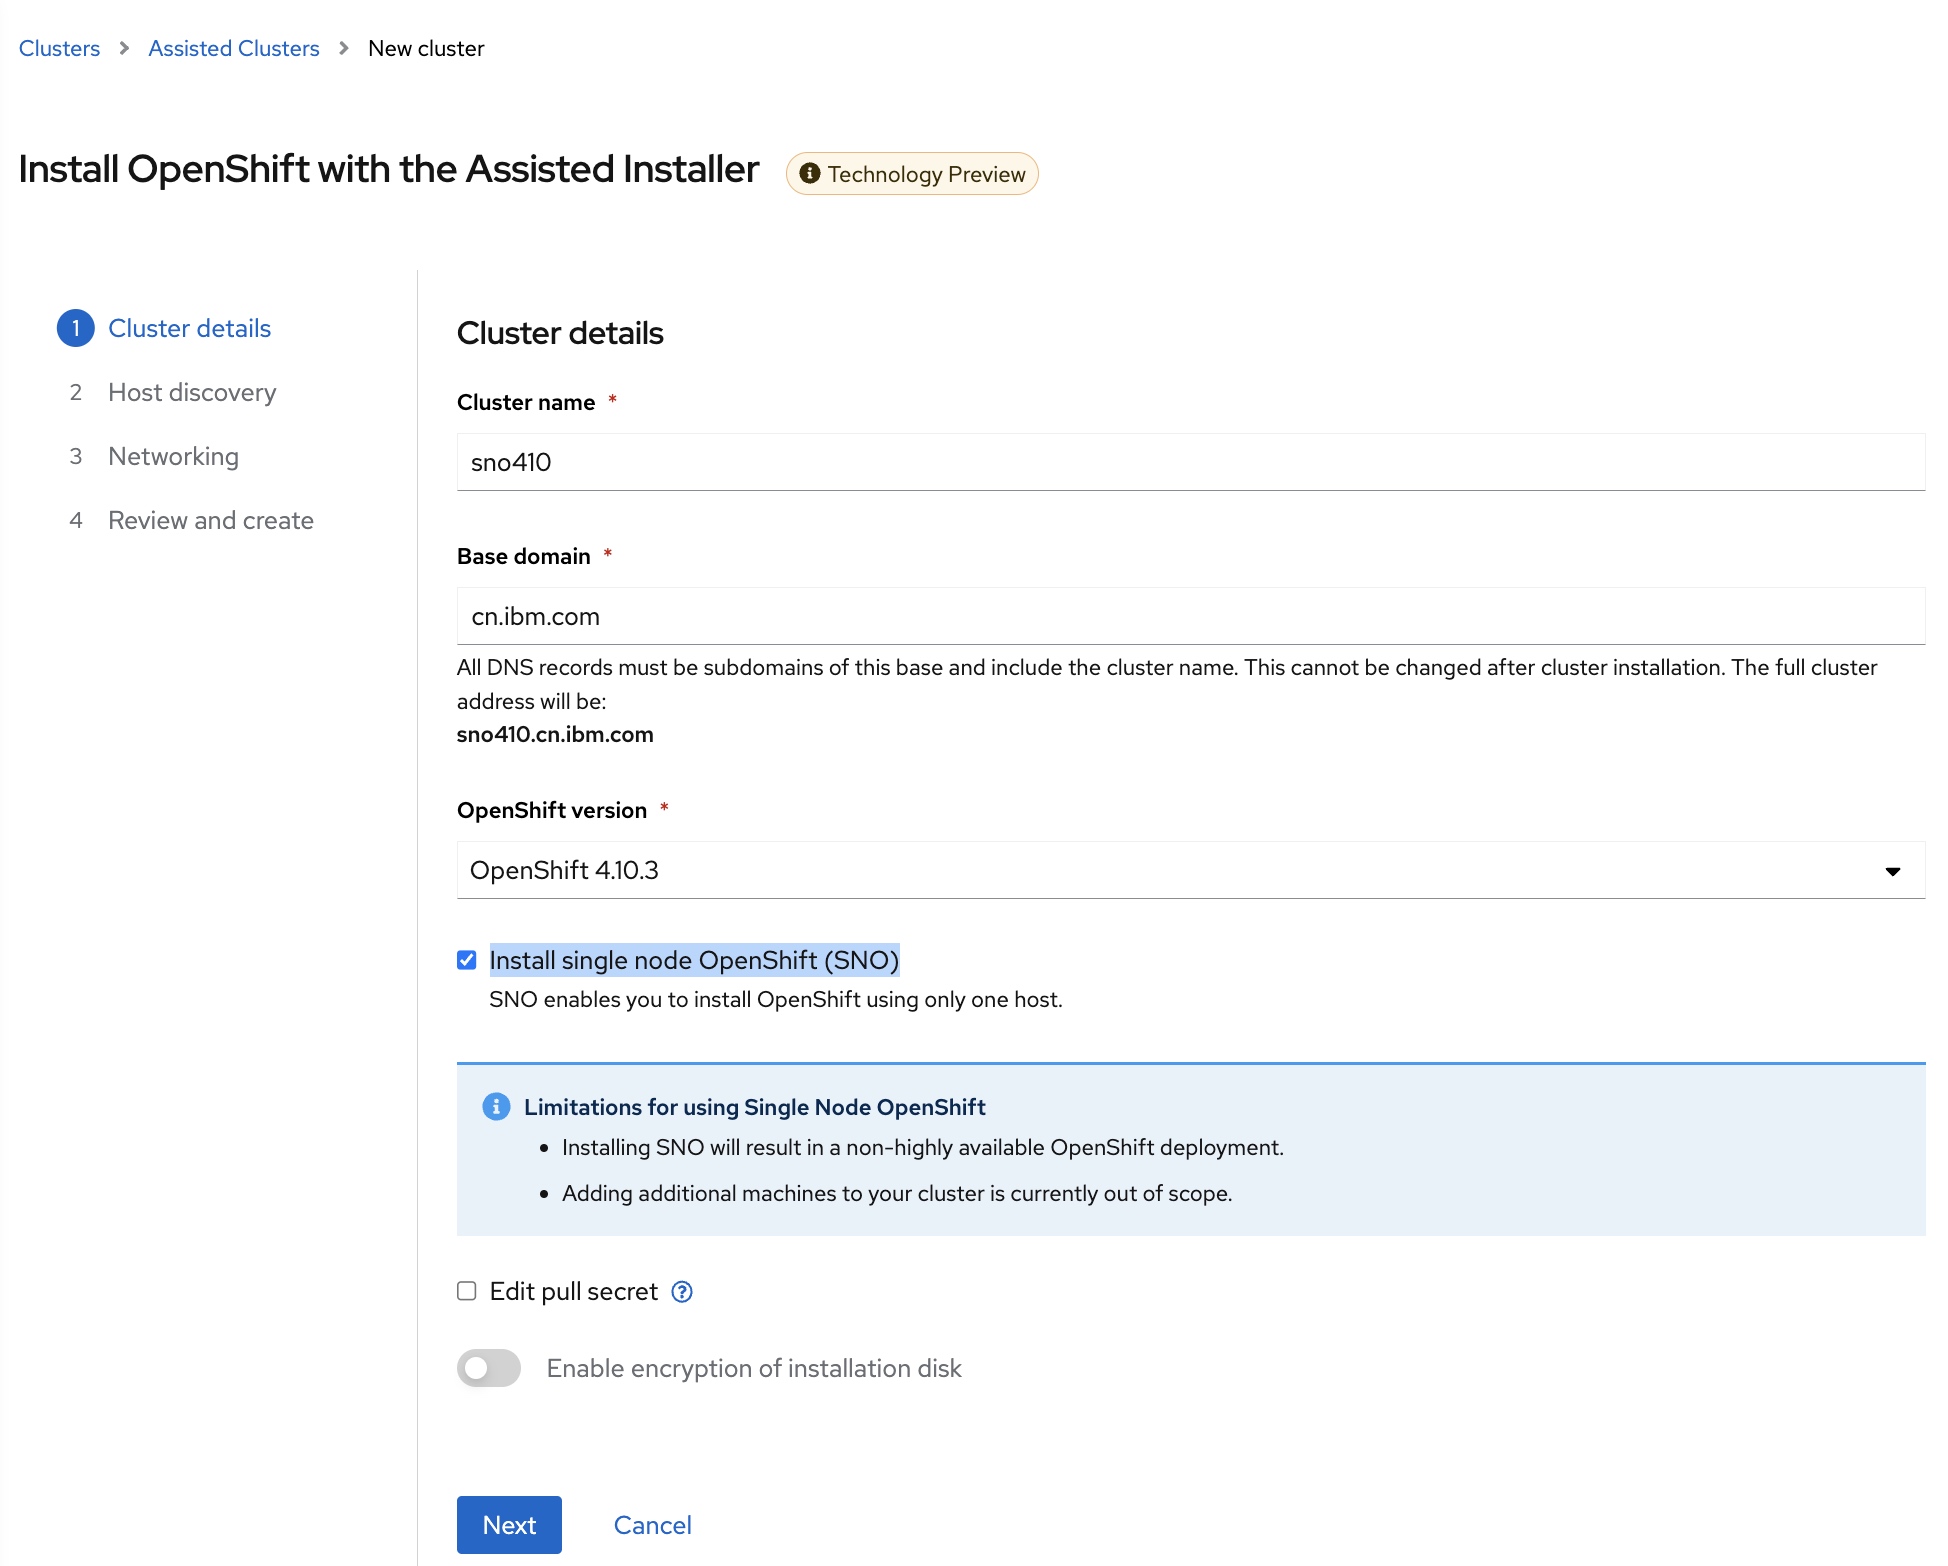 Clusters > Assisted Clusters > New cluster
Install OpenShift with the Assisted Installer
Technology Preview
1 Cluster details
2 Host discovery
3 Networking
4 Review and create
Cluster details
Cluster name *
sno410
Base domain *
cn.ibm.com
All DNS records must be subdomains of this base and include the cluster name. This cannot be changed after cluster installation. The full cluster
address will be:
sno410.cn.ibm.com
OpenShift version *
OpenShift 4.10.3
Install single node OpenShift (SNO)
SNO enables you to install OpenShift using only one host.
Limitations for using Single Node OpenShift
• Installing SNO will result in a non-highly available OpenShift deployment.
• Adding additional machines to your cluster is currently out of scope.
Edit pull secret
Enable encryption of installation disk
Next
Cancel